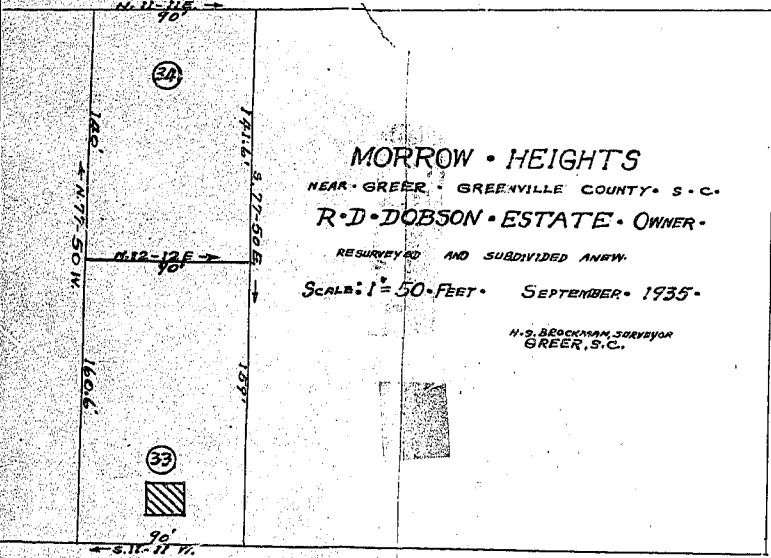 N. 11-11 E. →
90'
34
140'
141.6'
← N 77-50 W.
S. 77-50 E. →
N. 12-12 E →
90'
160.6'
159'
33
90'
← S. 11-11 W.
MORROW • HEIGHTS
NEAR • GREER • GREENVILLE COUNTY • S • C •
R • D • DOBSON • ESTATE • OWNER •
RESURVEYED AND SUBDIVIDED ANEW.
SCALE: 1" = 50 • FEET • SEPTEMBER • 1935 •
H. S. BROCKMAN, SURVEYOR
GREER, S.C.